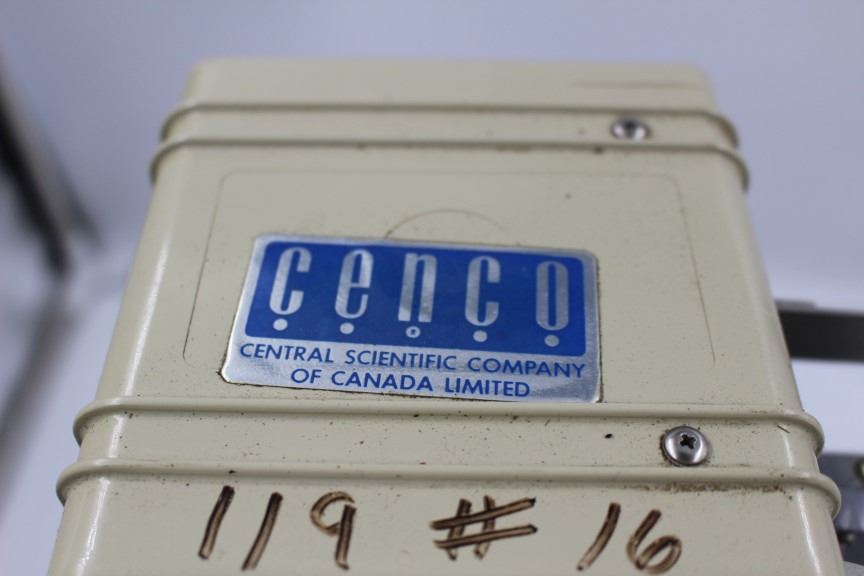 cenco
CENTRAL SCIENTIFIC COMPANY
OF CANADA LIMITED
119 # 16